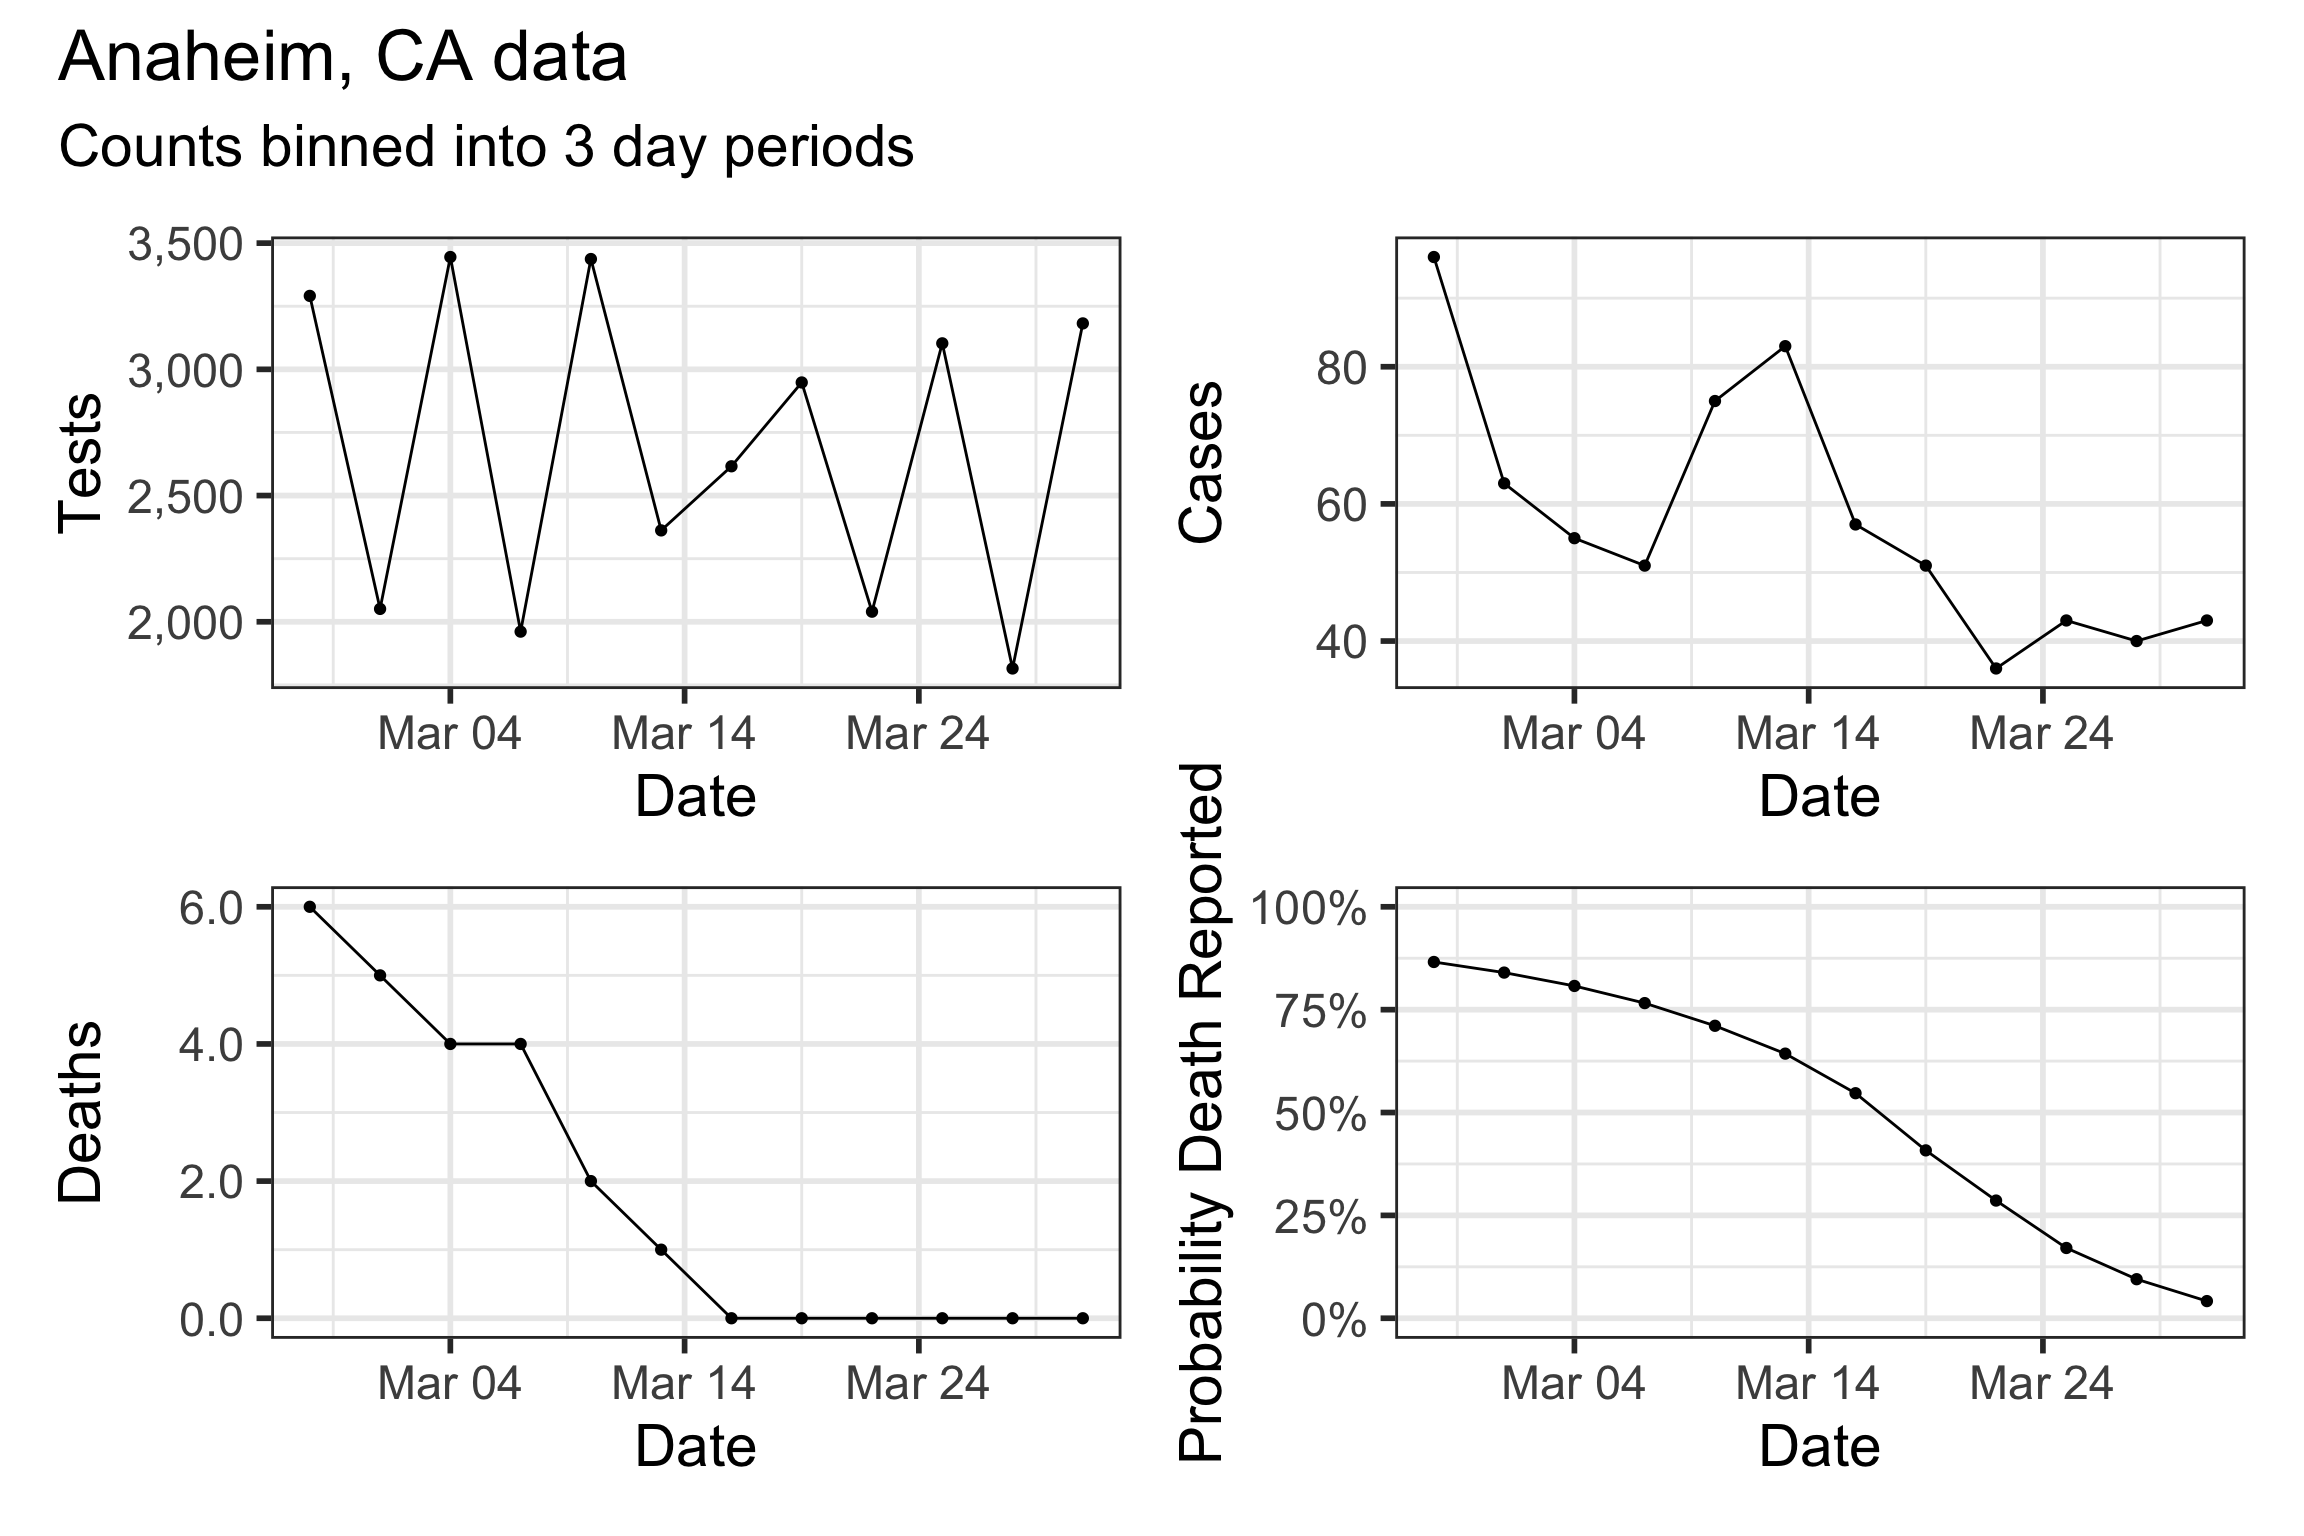 Anaheim, CA data
Counts binned into 3 day periods
Tests
3,500
3,000
2,500
2,000
Mar 04
Mar 14
Mar 24
Date
Cases
80
60
40
Mar 04
Mar 14
Mar 24
Date
Deaths
6.0
4.0
2.0
0.0
Mar 04
Mar 14
Mar 24
Date
Probability Death Reported
100%
75%
50%
25%
0%
Mar 04
Mar 14
Mar 24
Date